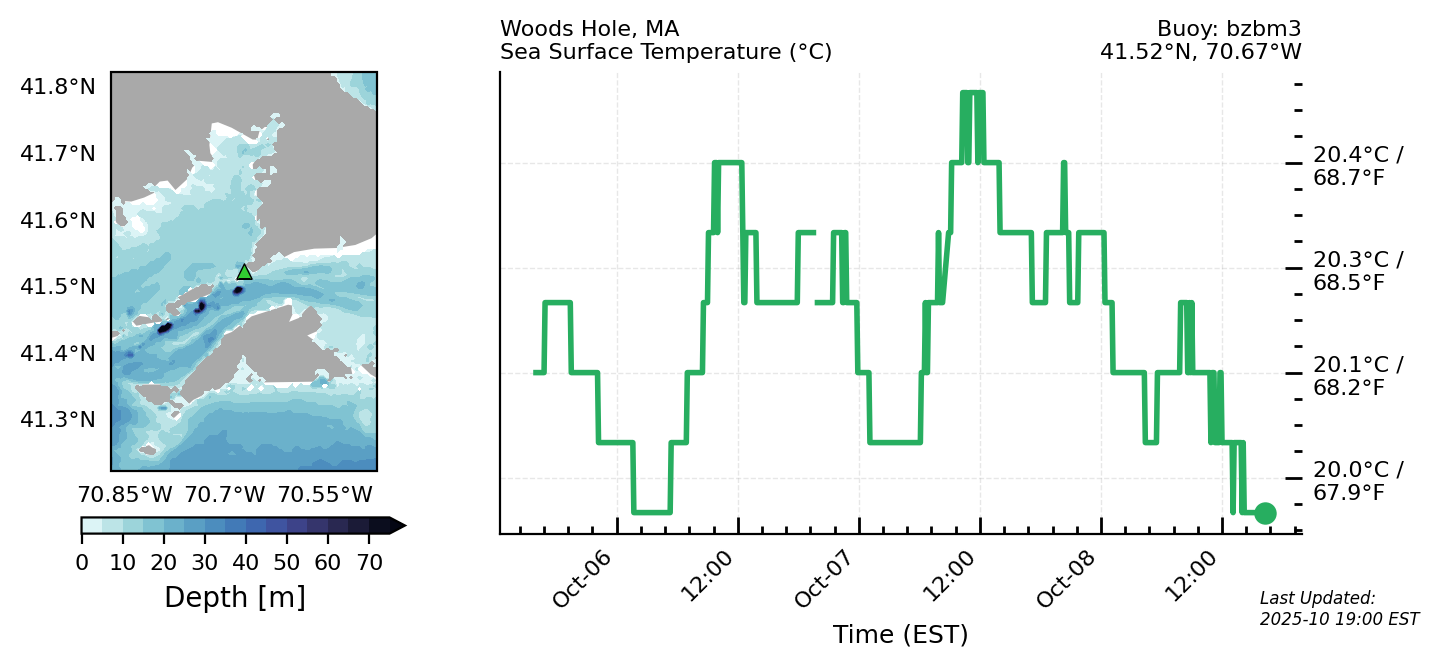 Woods Hole, MA
Sea Surface Temperature (°C)
Buoy: bzbm3
41.52°N, 70.67°W
41.8°N
41.7°N
41.6°N
41.5°N
41.4°N
41.3°N
70.85°W 70.7°W 70.55°W
0 10 20 30 40 50 60 70
Depth [m]
20.4°C /
68.7°F
20.3°C /
68.5°F
20.1°C /
68.2°F
20.0°C /
67.9°F
Oct-06 12:00 Oct-07 12:00 Oct-08 12:00
Time (EST)
Last Updated:
2025-10 19:00 EST